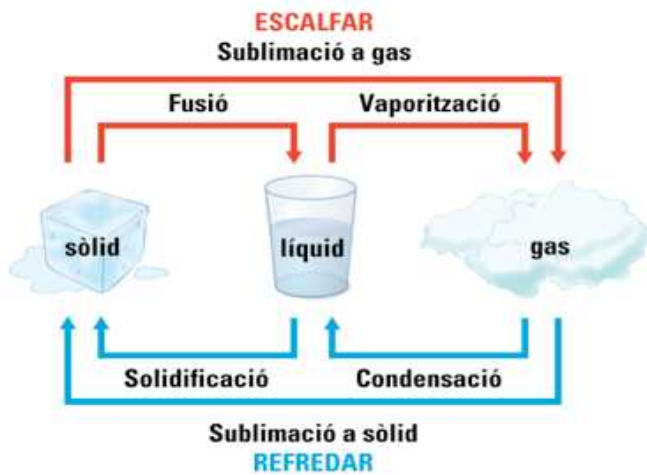 ESCALFAR
Sublimació a gas
Fusió
Vaporització
sòlid
líquid
gas
Solidificació
Condensació
Sublimació a sòlid
REFREDAR